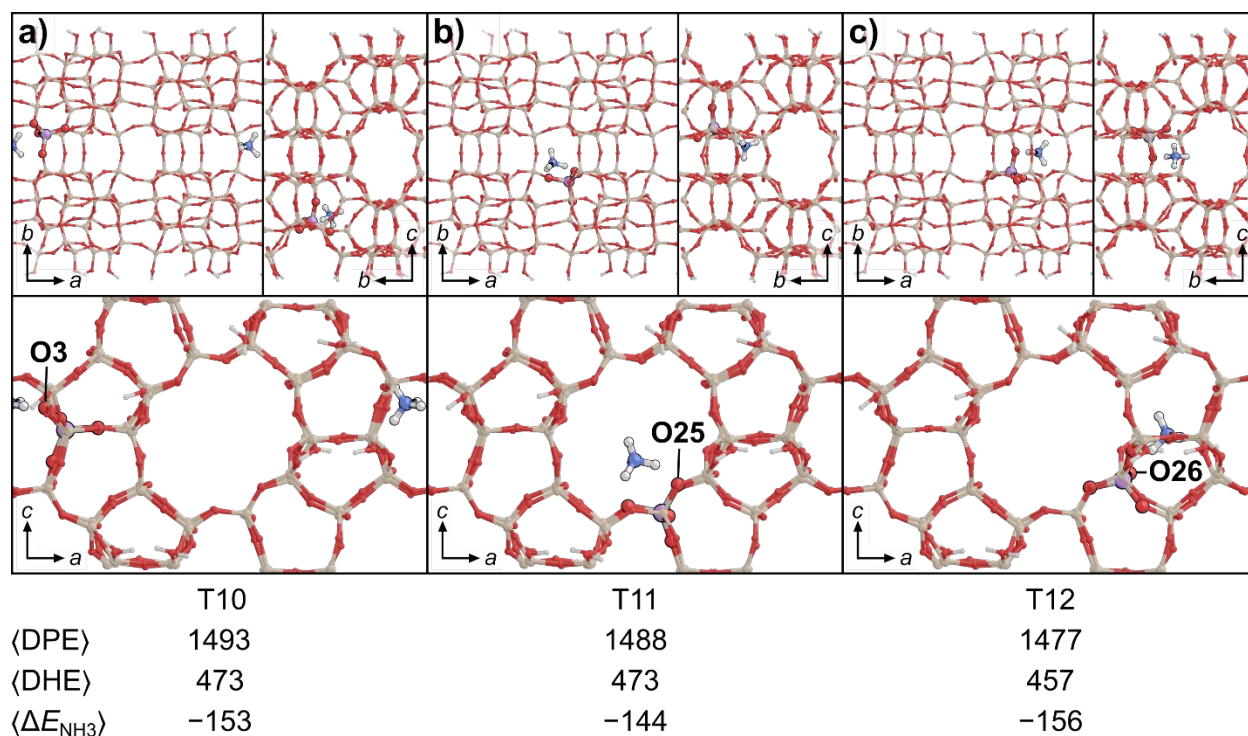 a)
b)
c)
b
a
c
b
b
a
c
b
b
a
c
b
O3
O25
O26
c
a
c
a
c
a
T10 T11 T12
⟨DPE⟩ 1493 1488 1477
⟨DHE⟩ 473 473 457
⟨ΔE_NH3⟩ −153 −144 −156